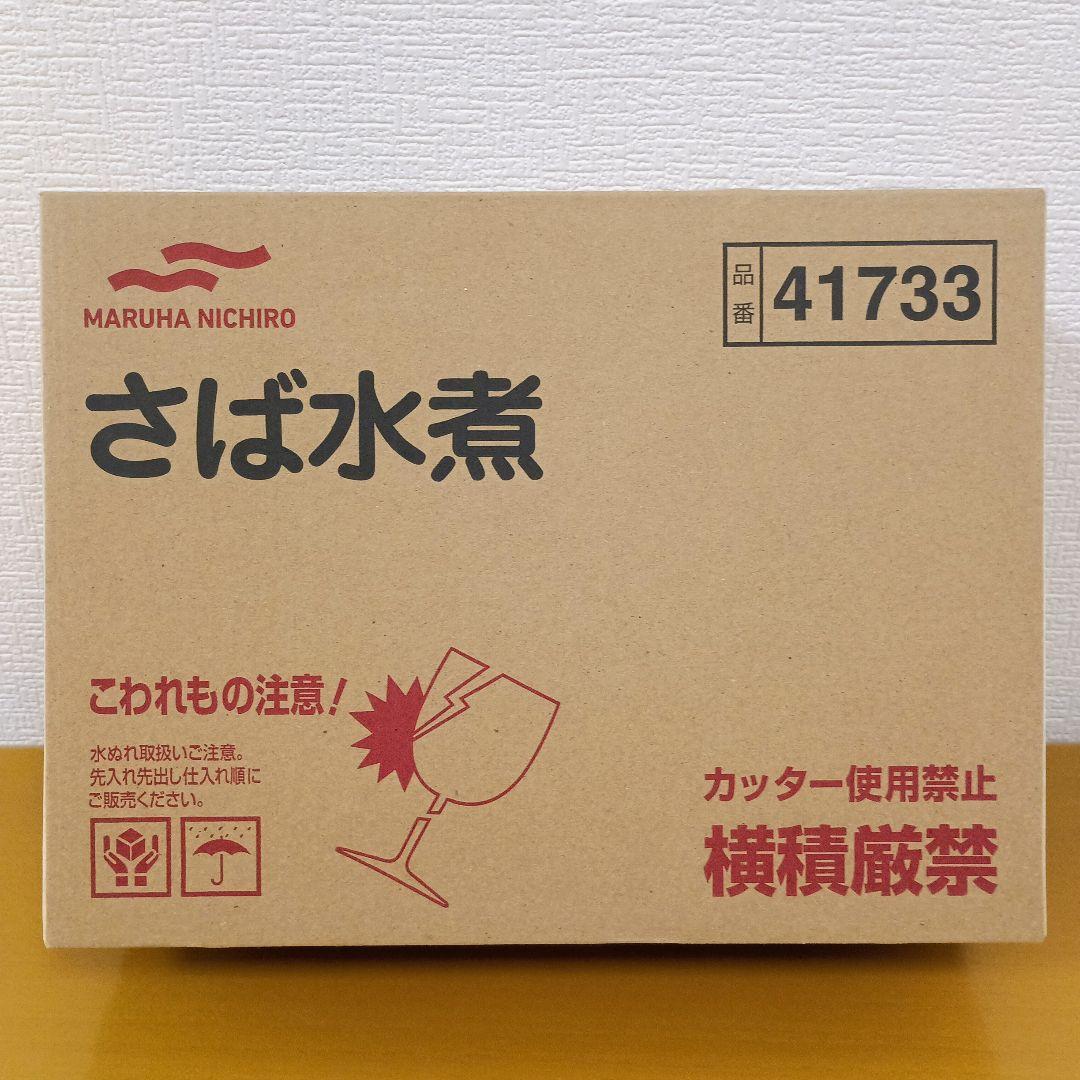 MARUHA NICHIRO
品番 41733
さば水煮
こわれもの注意!
水ぬれ取扱いご注意。
先入れ先出し仕入れ順に
ご販売ください。
カッター使用禁止
横積厳禁